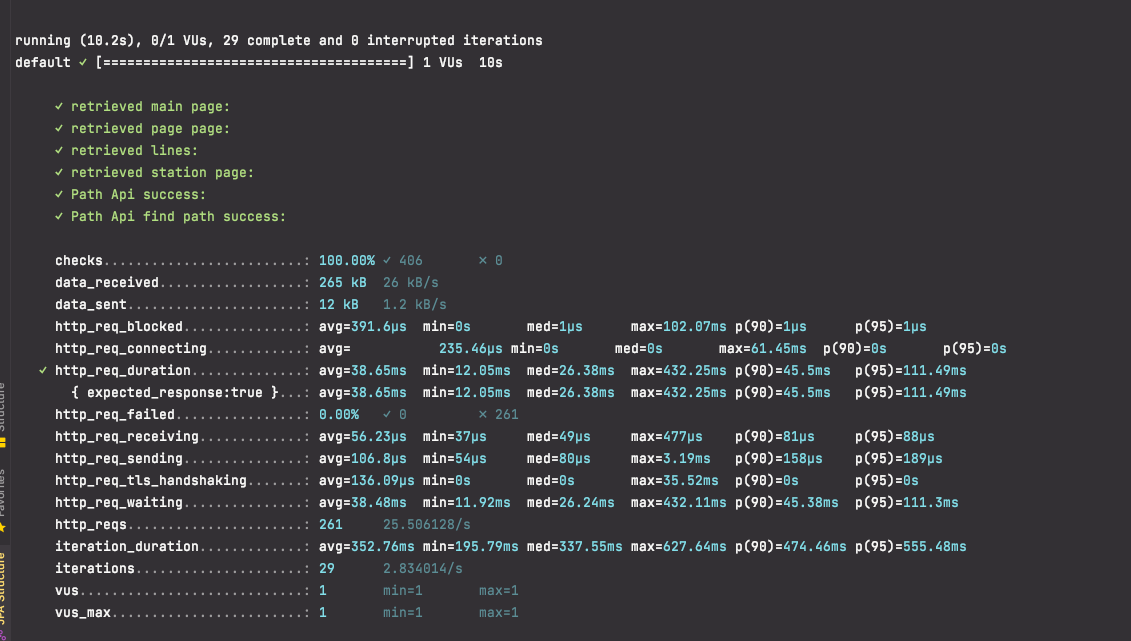 running (10.2s), 0/1 VUs, 29 complete and 0 interrupted iterations
default ✓ [======================================] 1 VUs  10s
✓ retrieved main page:
✓ retrieved page page:
✓ retrieved lines:
✓ retrieved station page:
✓ Path Api success:
✓ Path Api find path success:
checks.........................: 100.00% ✓ 406       ✗ 0
data_received..................: 265 kB  26 kB/s
data_sent......................: 12 kB   1.2 kB/s
http_req_blocked...............: avg=391.6µs  min=0s       med=1µs      max=102.07ms p(90)=1µs      p(95)=1µs
http_req_connecting............: avg=           235.46µs min=0s       med=0s       max=61.45ms  p(90)=0s       p(95)=0s
✓ http_req_duration..............: avg=38.65ms  min=12.05ms  med=26.38ms  max=432.25ms p(90)=45.5ms   p(95)=111.49ms
{ expected_response:true }...: avg=38.65ms  min=12.05ms  med=26.38ms  max=432.25ms p(90)=45.5ms   p(95)=111.49ms
http_req_failed................: 0.00%   ✓ 0         ✗ 261
http_req_receiving.............: avg=56.23µs  min=37µs     med=49µs     max=477µs    p(90)=81µs     p(95)=88µs
http_req_sending...............: avg=106.8µs  min=54µs     med=80µs     max=3.19ms   p(90)=158µs    p(95)=189µs
http_req_tls_handshaking.......: avg=136.09µs min=0s       med=0s       max=35.52ms  p(90)=0s       p(95)=0s
http_req_waiting...............: avg=38.48ms  min=11.92ms  med=26.24ms  max=432.11ms p(90)=45.38ms  p(95)=111.3ms
http_reqs......................: 261     25.506128/s
iteration_duration.............: avg=352.76ms min=195.79ms med=337.55ms max=627.64ms p(90)=474.46ms p(95)=555.48ms
iterations.....................: 29      2.834014/s
vus............................: 1       min=1       max=1
vus_max........................: 1       min=1       max=1
Structure
Favorites
JPA Structure